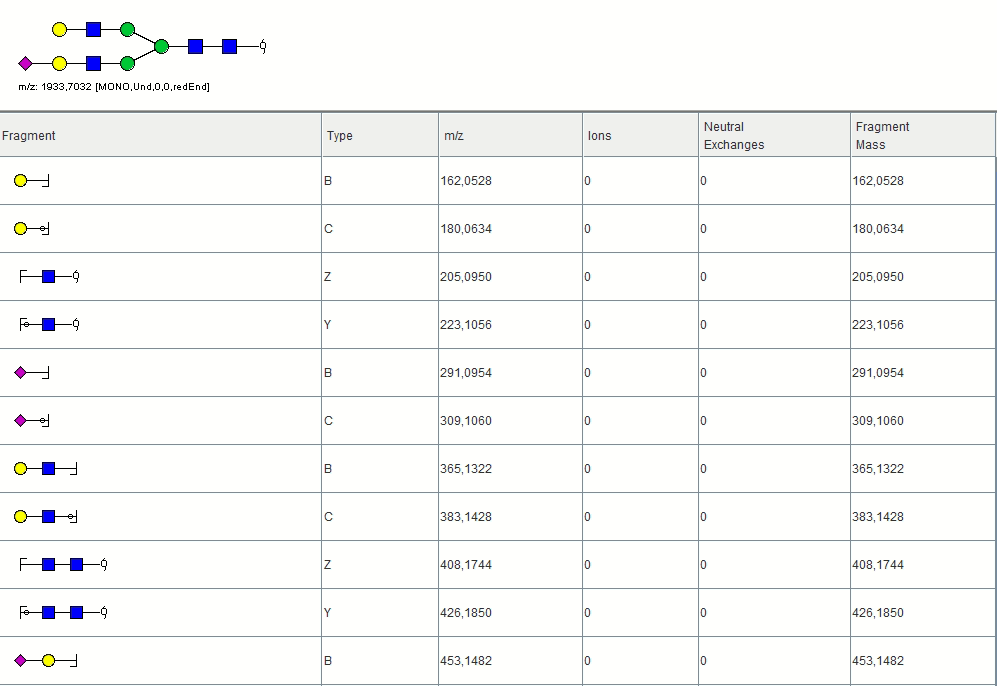 m/z: 1933,7032 [MONO,Und,0,0,redEnd]
Fragment Type m/z Ions Neutral Exchanges Fragment Mass
B 162,0528 0 0 162,0528
C 180,0634 0 0 180,0634
Z 205,0950 0 0 205,0950
Y 223,1056 0 0 223,1056
B 291,0954 0 0 291,0954
C 309,1060 0 0 309,1060
B 365,1322 0 0 365,1322
C 383,1428 0 0 383,1428
Z 408,1744 0 0 408,1744
Y 426,1850 0 0 426,1850
B 453,1482 0 0 453,1482